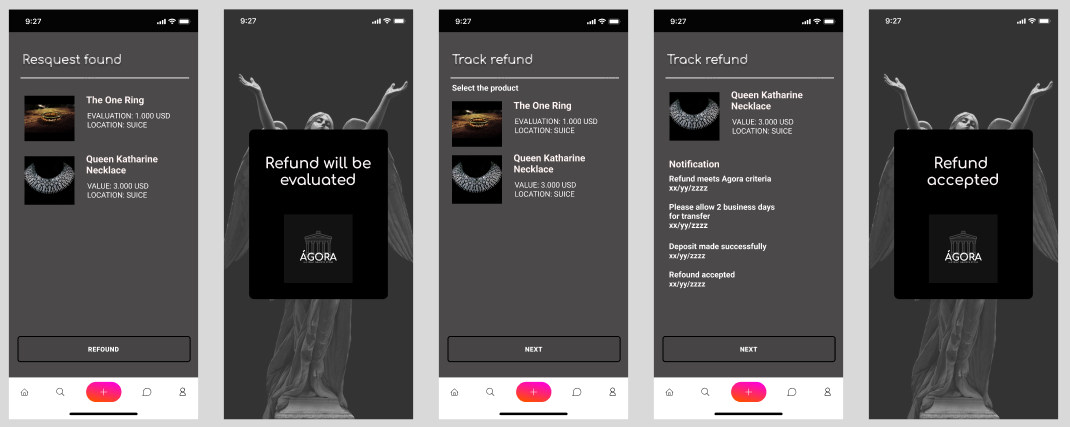 9:27
Resquest found
The One Ring
EVALUATION: 1.000 USD
LOCATION: SUICE
Queen Katharine
Necklace
VALUE: 3.000 USD
LOCATION: SUICE
REFOUND
9:27
Refund will be
evaluated
ÁGORA
9:27
Track refund
Select the product
The One Ring
EVALUATION: 1.000 USD
LOCATION: SUICE
Queen Katharine
Necklace
VALUE: 3.000 USD
LOCATION: SUICE
NEXT
9:27
Track refund
Queen Katharine
Necklace
VALUE: 3.000 USD
LOCATION: SUICE
Notification
Refund meets Agora criteria
xx/yy/zzzz
Please allow 2 business days
for transfer
xx/yy/zzzz
Deposit made successfully
xx/yy/zzzz
Refound accepted
xx/yy/zzzz
NEXT
9:27
Refund
accepted
ÁGORA